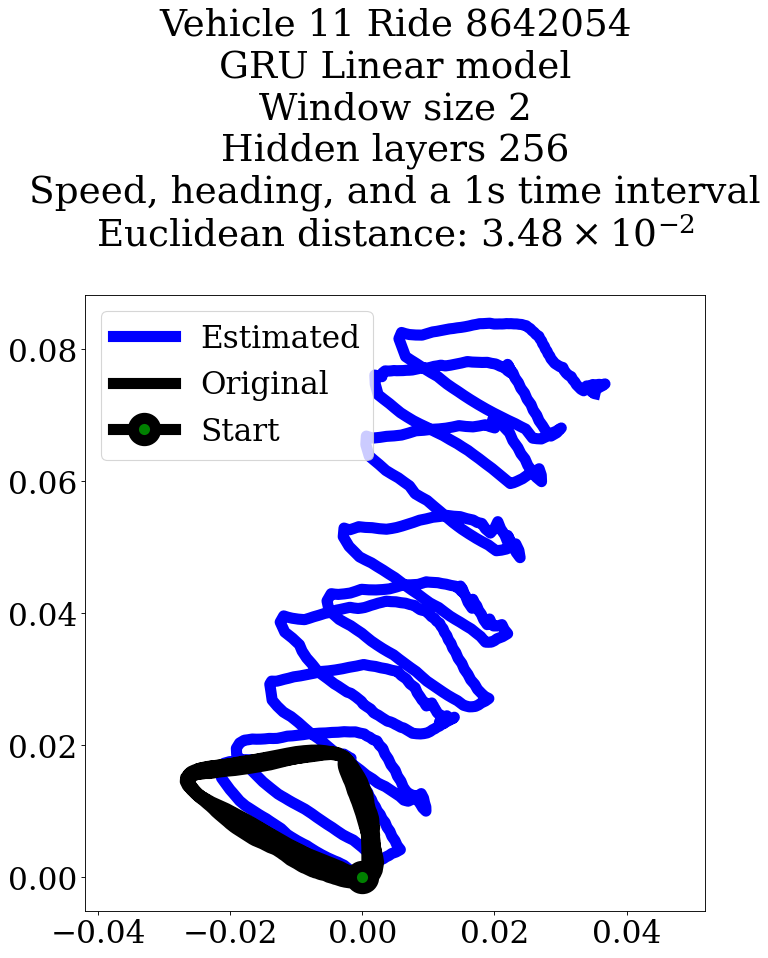 Vehicle 11 Ride 8642054
GRU Linear model
Window size 2
Hidden layers 256
Speed, heading, and a 1s time interval
Euclidean distance: 3.48 × 10⁻²
Estimated
Original
Start
0.08
0.06
0.04
0.02
0.00
−0.04 −0.02 0.00 0.02 0.04